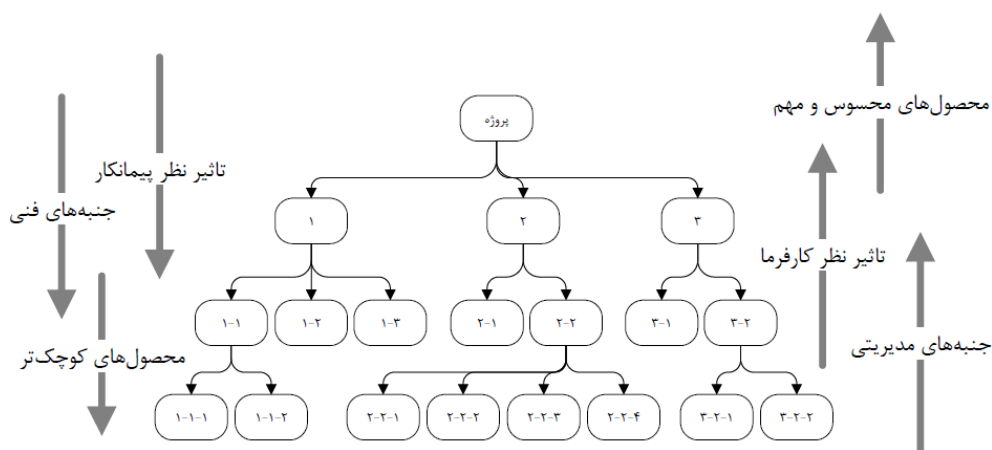 محصول‌های محسوس و مهم
پروژه
تاثیر نظر پیمانکار
جنبه‌های فنی
۱
۲
۳
تاثیر نظر کارفرما
۱-۱
۱-۲
۱-۳
۲-۱
۲-۲
۳-۱
۳-۲
جنبه‌های مدیریتی
محصول‌های کوچک‌تر
۱-۱-۱
۱-۱-۲
۲-۲-۱
۲-۲-۲
۲-۲-۳
۲-۲-۴
۳-۲-۱
۳-۲-۲